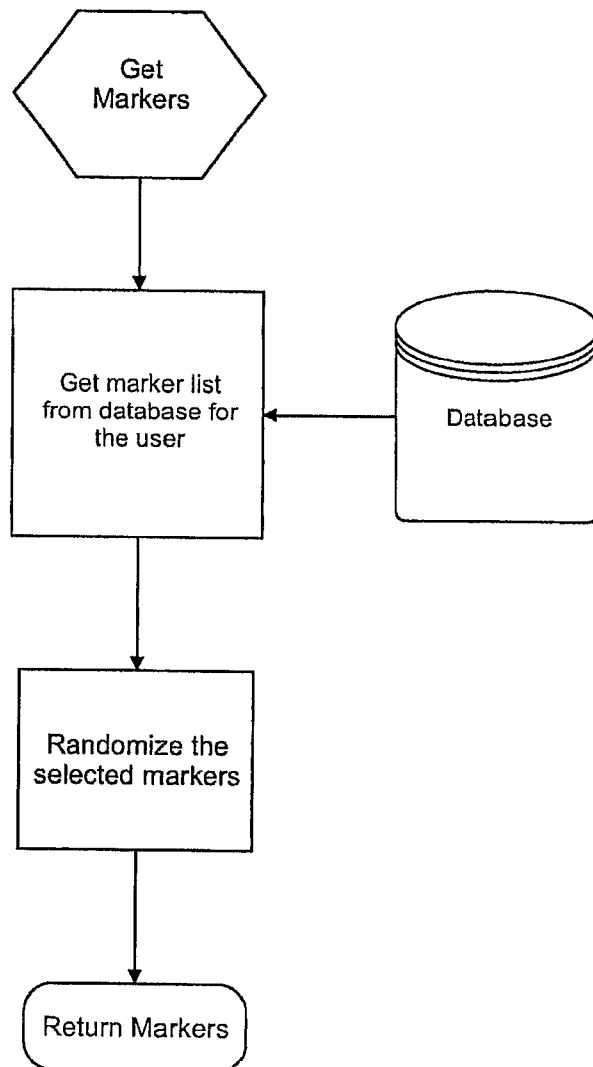 Get
Markers
Get marker list
from database for
the user
Database
Randomize the
selected markers
Return Markers